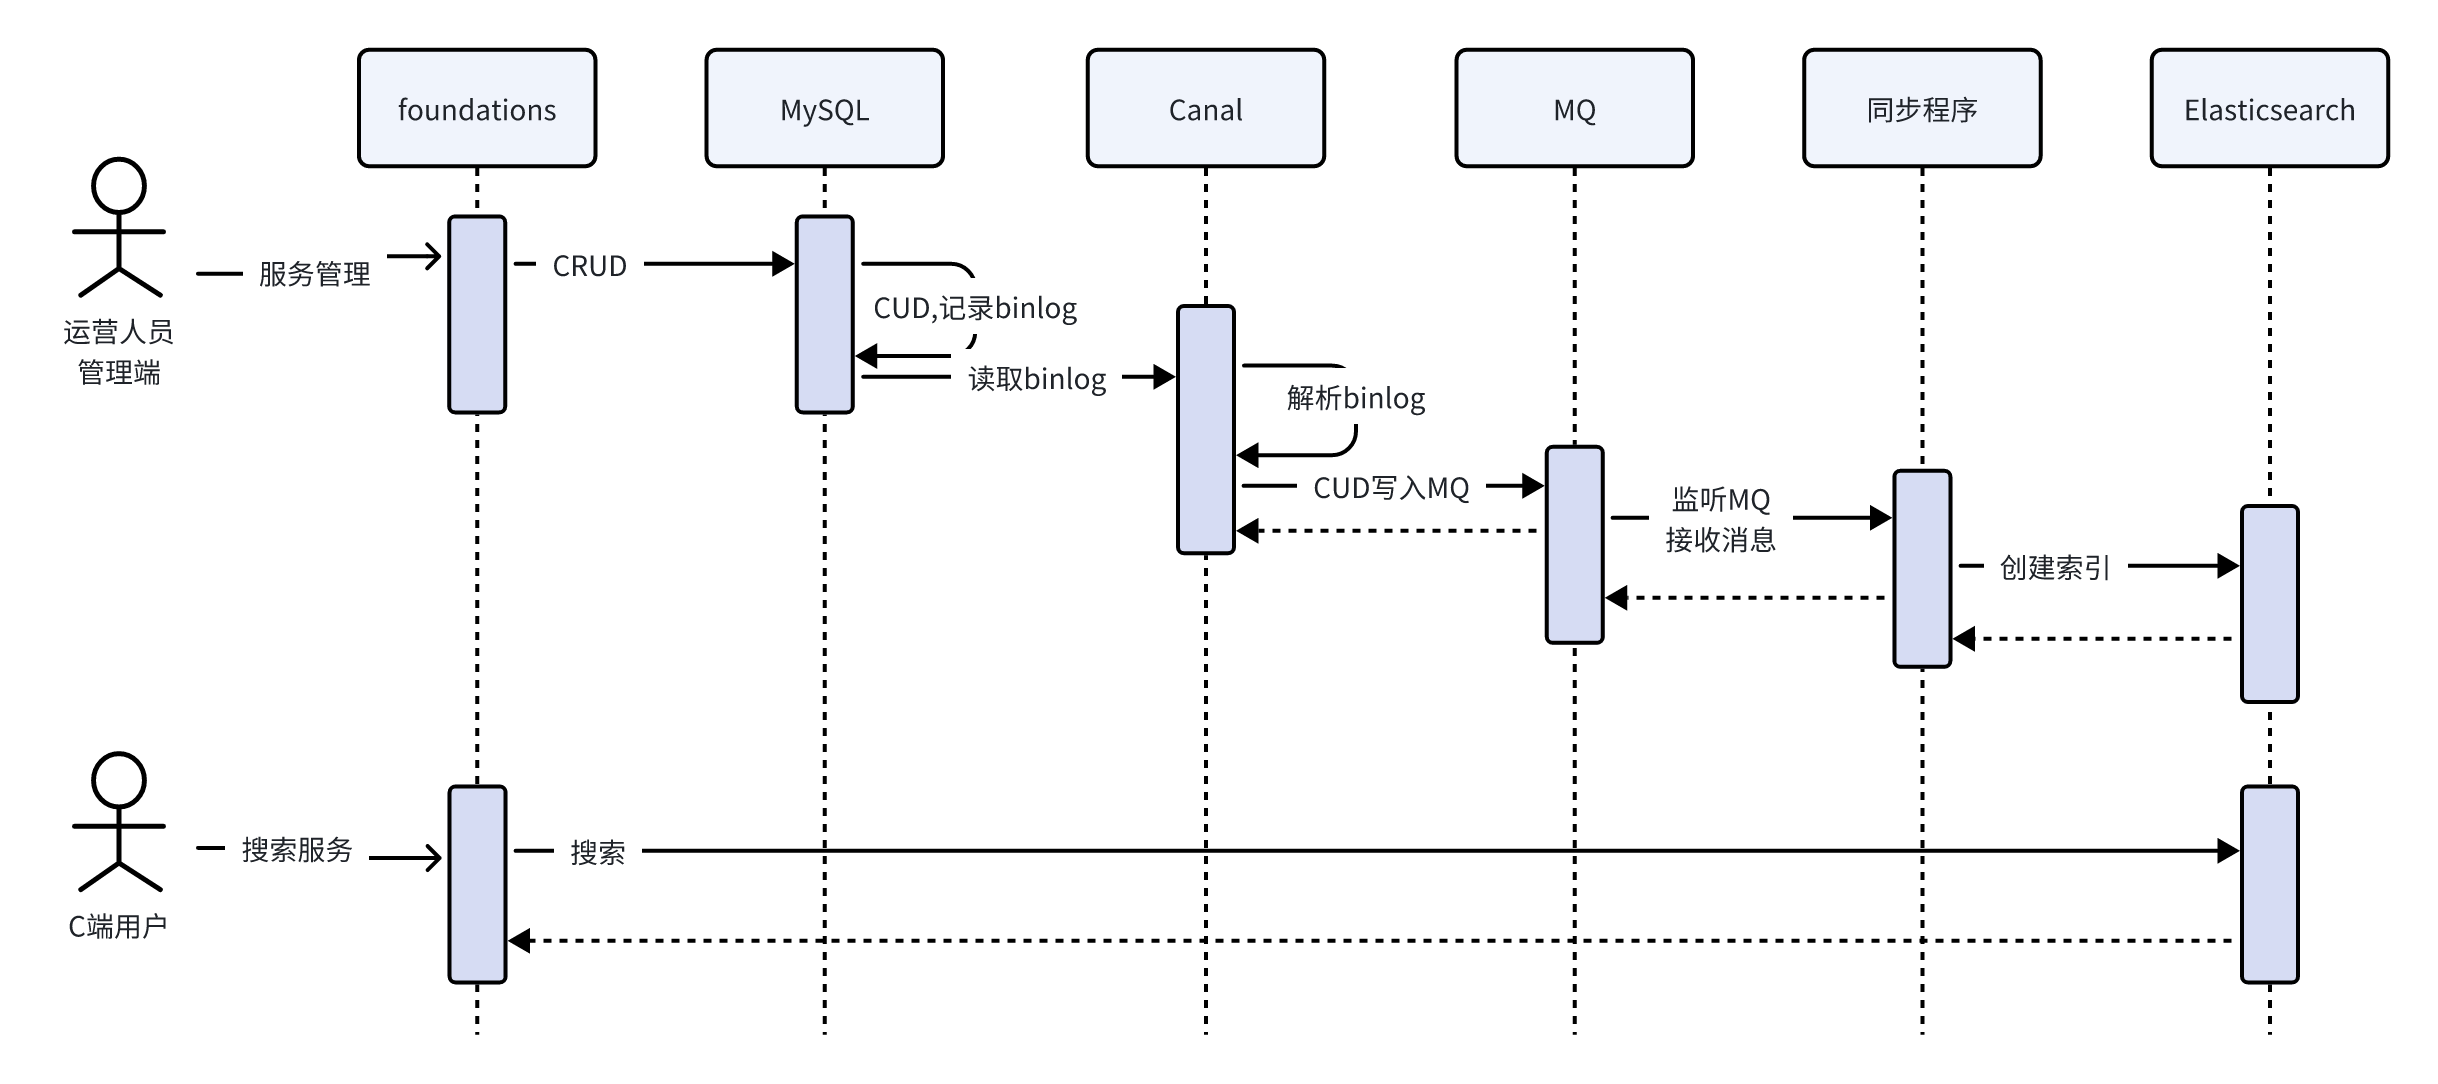 foundations
MySQL
Canal
MQ
同步程序
Elasticsearch
服务管理
CRUD
运营人员
管理端
CUD,记录binlog
读取binlog
解析binlog
CUD写入MQ
监听MQ
接收消息
创建索引
搜索服务
搜索
C端用户